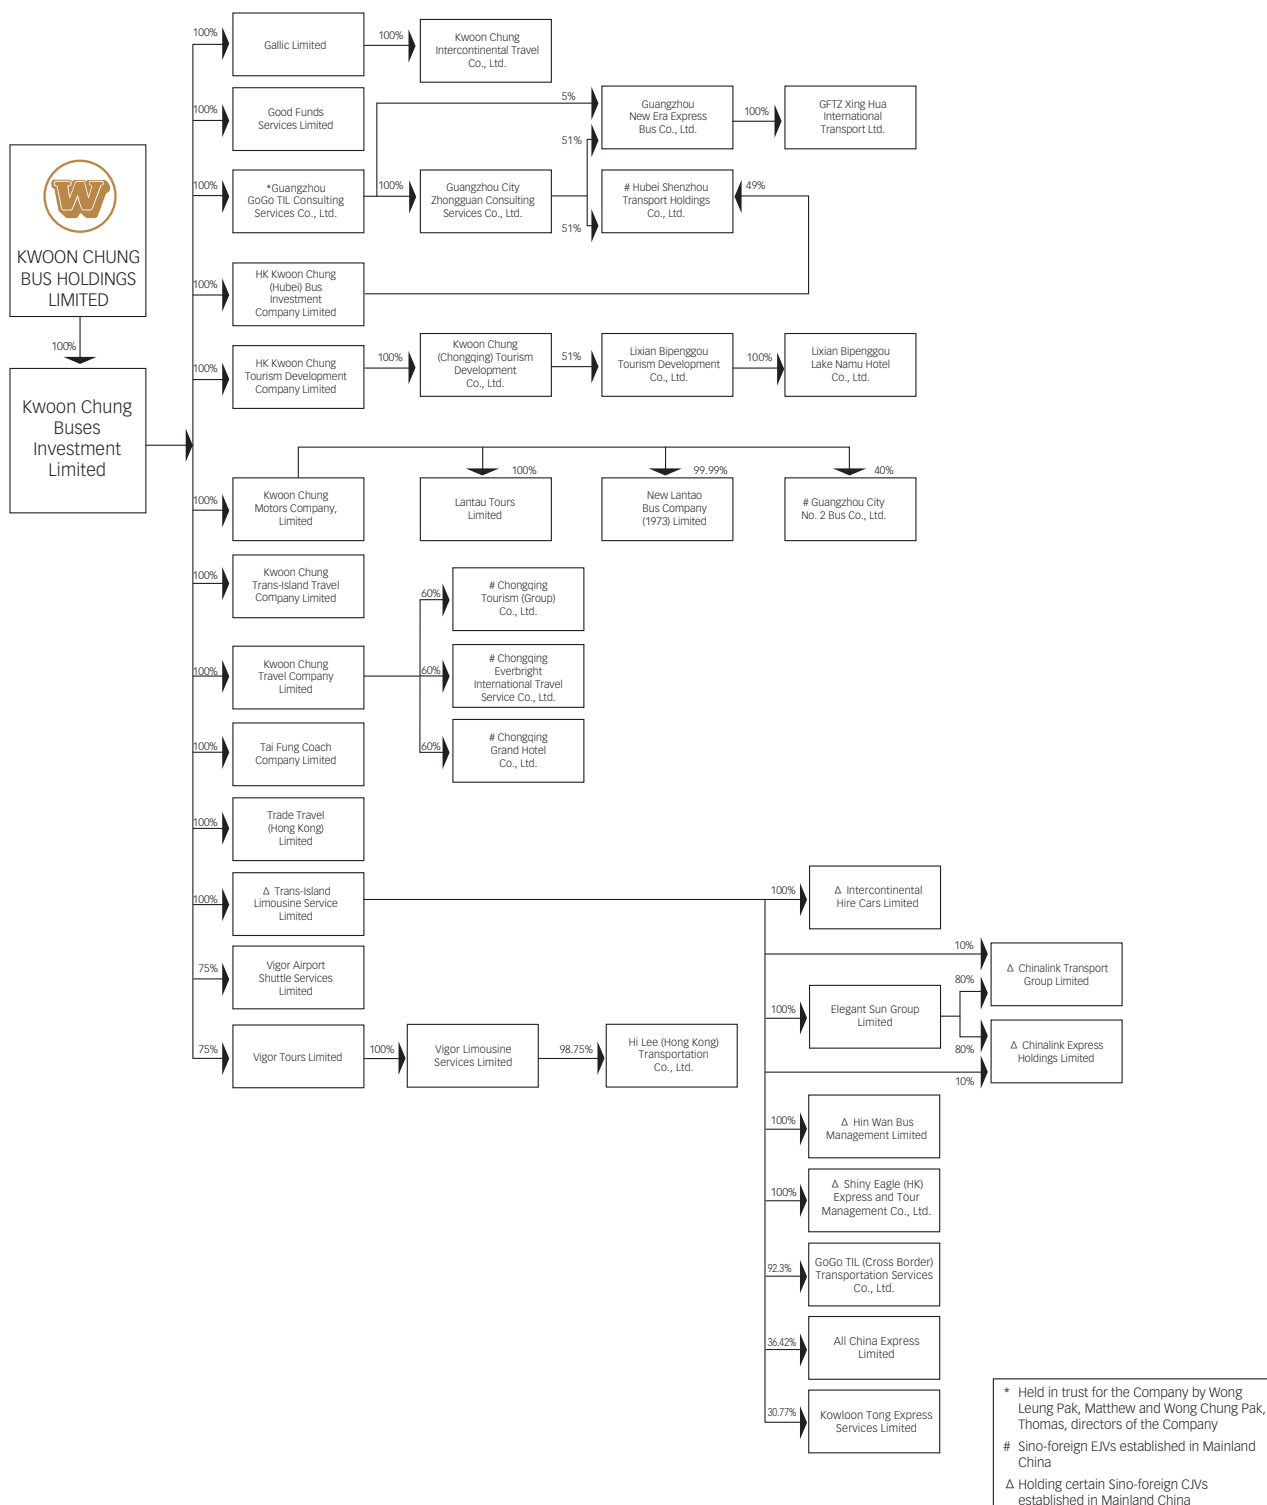 W
KWOON CHUNG
BUS HOLDINGS
LIMITED
100%
Kwoon Chung
Buses
Investment
Limited
100%
Gallic Limited
100%
Kwoon Chung
Intercontinental Travel
Co., Ltd.
100%
Good Funds
Services Limited
5%
Guangzhou
New Era Express
Bus Co., Ltd.
100%
GFTZ Xing Hua
International
Transport Ltd.
51%
100%
*Guangzhou
GoGo TIL Consulting
Services Co., Ltd.
100%
Guangzhou City
Zhongguan Consulting
Services Co., Ltd.
51%
# Hubei Shenzhou
Transport Holdings
Co., Ltd.
49%
100%
HK Kwoon Chung
(Hubei) Bus
Investment
Company Limited
100%
HK Kwoon Chung
Tourism Development
Company Limited
100%
Kwoon Chung
(Chongqing) Tourism
Development
Co., Ltd.
51%
Lixian Bipenggou
Tourism Development
Co., Ltd.
100%
Lixian Bipenggou
Lake Namu Hotel
Co., Ltd.
100%
Kwoon Chung
Motors Company,
Limited
100%
Lantau Tours
Limited
99.99%
New Lantao
Bus Company
(1973) Limited
40%
# Guangzhou City
No. 2 Bus Co., Ltd.
100%
Kwoon Chung
Trans-Island Travel
Company Limited
60%
# Chongqing
Tourism (Group)
Co., Ltd.
100%
Kwoon Chung
Travel Company
Limited
60%
# Chongqing
Everbright
International Travel
Service Co., Ltd.
60%
# Chongqing
Grand Hotel
Co., Ltd.
100%
Tai Fung Coach
Company Limited
100%
Trade Travel
(Hong Kong)
Limited
100%
Δ Trans-Island
Limousine Service
Limited
100%
Δ Intercontinental
Hire Cars Limited
10%
Δ Chinalink Transport
Group Limited
80%
100%
Elegant Sun Group
Limited
80%
Δ Chinalink Express
Holdings Limited
10%
75%
Vigor Airport
Shuttle Services
Limited
75%
Vigor Tours Limited
100%
Vigor Limousine
Services Limited
98.75%
Hi Lee (Hong Kong)
Transportation
Co., Ltd.
100%
Δ Hin Wan Bus
Management Limited
100%
Δ Shiny Eagle (HK)
Express and Tour
Management Co., Ltd.
92.3%
GoGo TIL (Cross Border)
Transportation Services
Co., Ltd.
36.42%
All China Express
Limited
30.77%
Kowloon Tong Express
Services Limited
* Held in trust for the Company by Wong
Leung Pak, Matthew and Wong Chung Pak,
Thomas, directors of the Company
# Sino-foreign EJVs established in Mainland
China
Δ Holding certain Sino-foreign CJVs
established in Mainland China